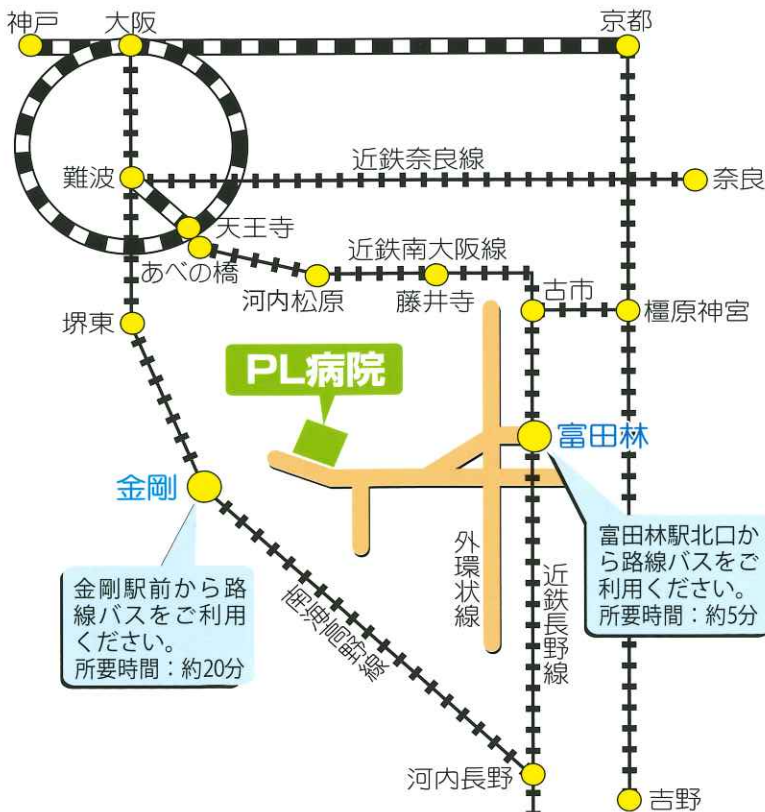 神戸
大阪
京都
難波
近鉄奈良線
奈良
天王寺
あべの橋
近鉄南大阪線
河内松原
藤井寺
古市
橿原神宮
堺東
PL病院
富田林
金剛
富田林駅北口か
ら路線バスをご
利用ください。
所要時間：約5分
外環状線
近鉄長野線
金剛駅前から路
線バスをご利用
ください。
所要時間：約20分
南海高野線
河内長野
吉野